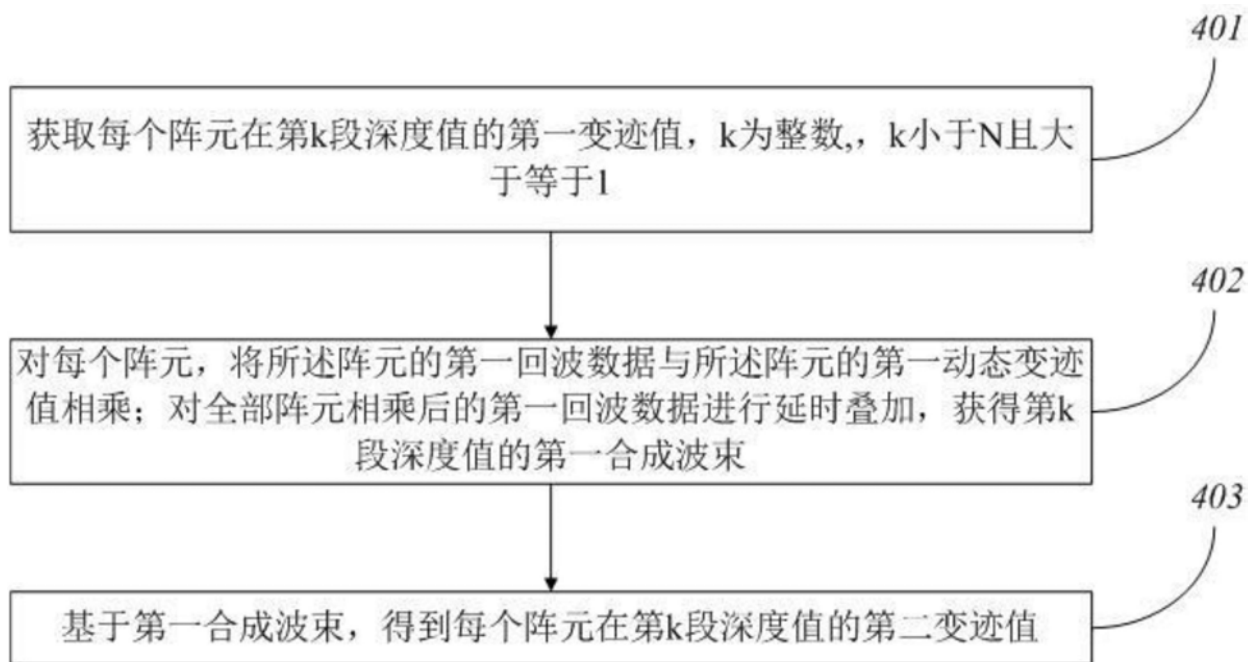 401
获取每个阵元在第k段深度值的第一变迹值，k为整数,，k小于N且大
于等于1
402
对每个阵元，将所述阵元的第一回波数据与所述阵元的第一动态变迹
值相乘；对全部阵元相乘后的第一回波数据进行延时叠加，获得第k
段深度值的第一合成波束
403
基于第一合成波束，得到每个阵元在第k段深度值的第二变迹值